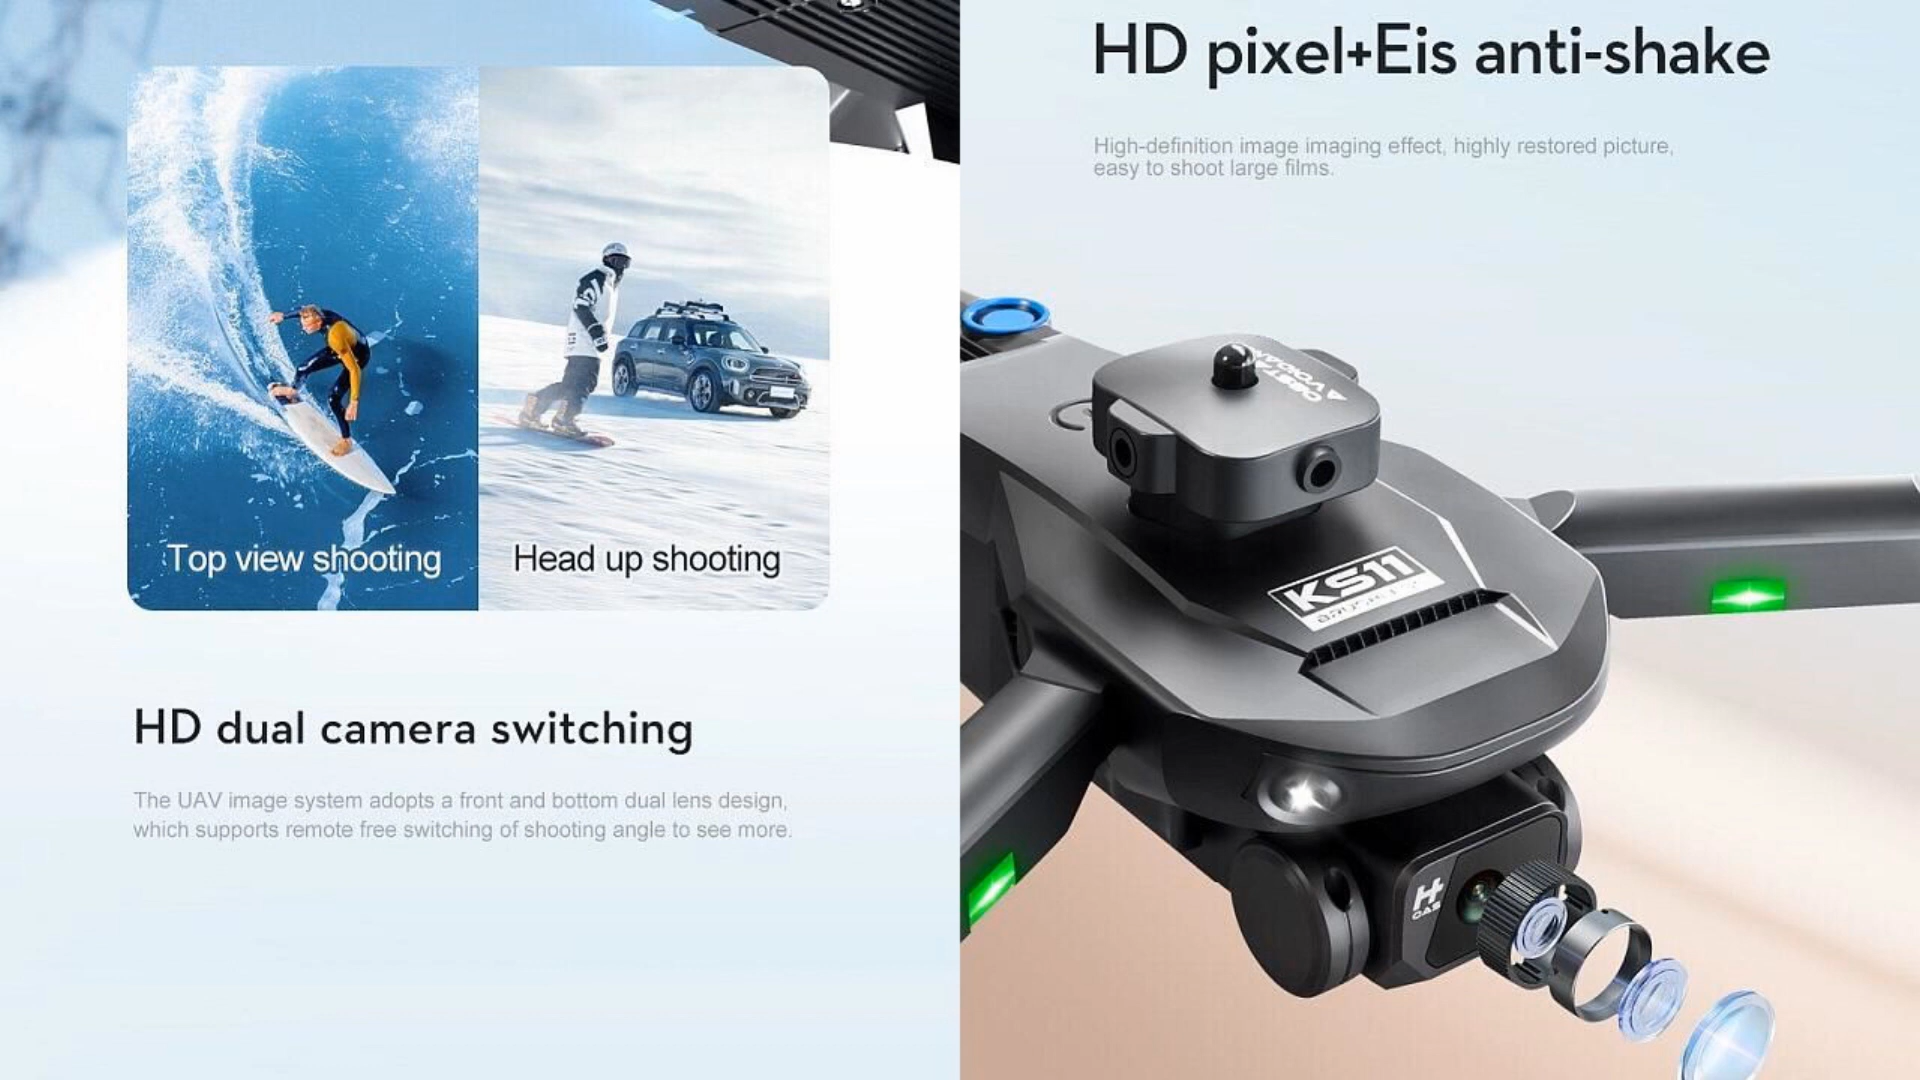 Top view shooting
Head up shooting
HD dual camera switching
The UAV image system adopts a front and bottom dual lens design,
which supports remote free switching of shooting angle to see more.
HD pixel+Eis anti-shake
High-definition image imaging effect, highly restored picture,
easy to shoot large films.
KS11
H